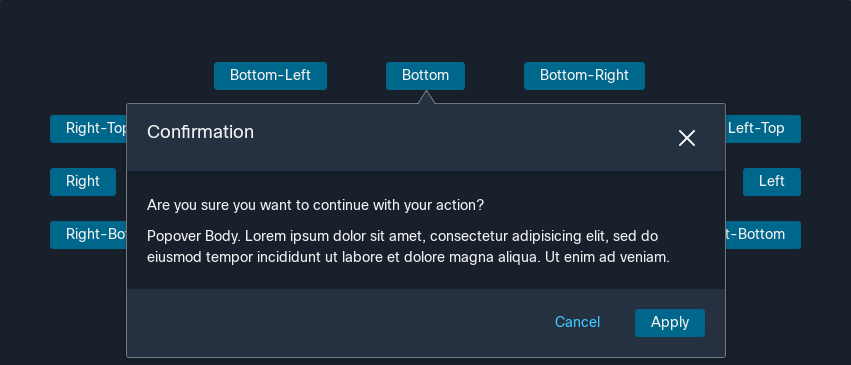 Bottom-Left Bottom Bottom-Right
Right-Top Left-Top
Confirmation
Right Left
Are you sure you want to continue with your action?
Right-Bot t-Bottom
Popover Body. Lorem ipsum dolor sit amet, consectetur adipisicing elit, sed do
eiusmod tempor incididunt ut labore et dolore magna aliqua. Ut enim ad veniam.
Cancel Apply